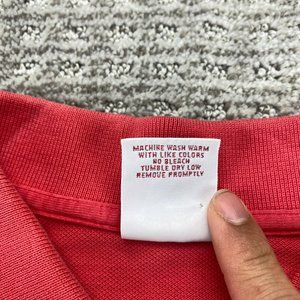 MACHINE WASH WARM
WITH LIKE COLORS
NO BLEACH
TUMBLE DRY LOW
REMOVE PROMPTLY